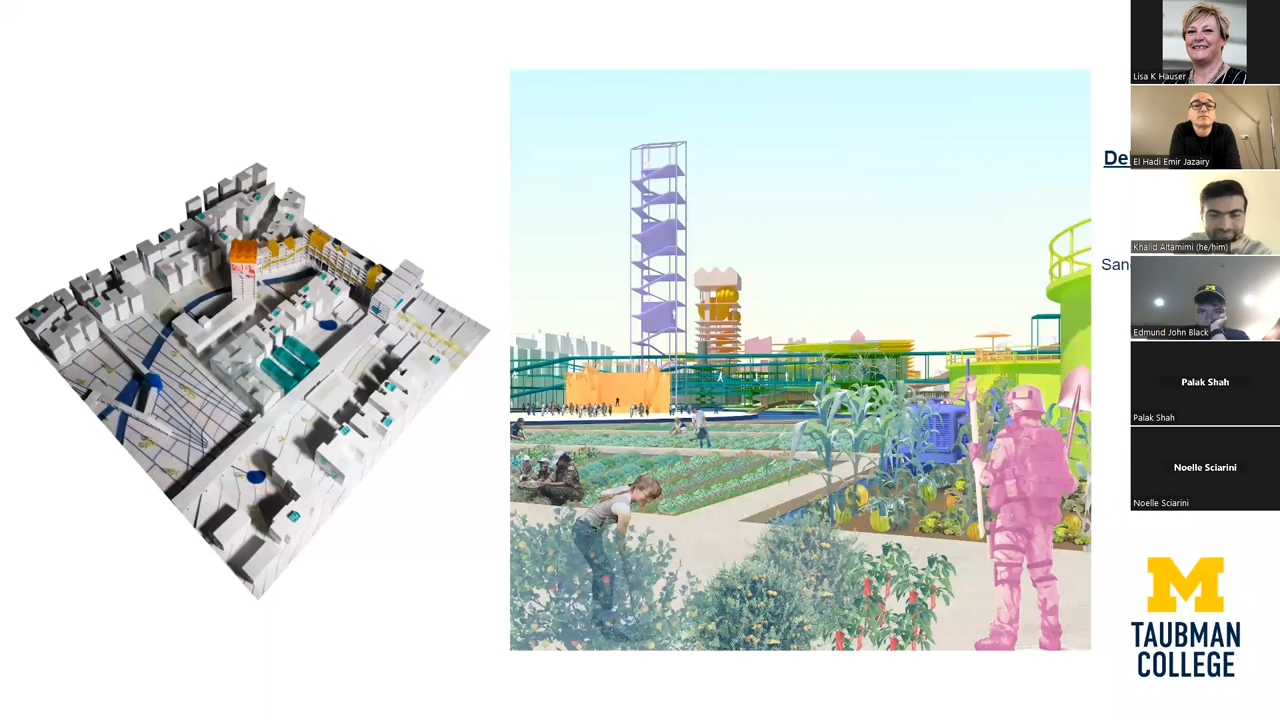 De
San
Lisa K Hauser
El Hadi Emir Jazairy
Khalid Altamimi (he/him)
Edmund John Black
Palak Shah
Palak Shah
Noelle Sciarini
Noelle Sciarini
M
TAUBMAN
COLLEGE